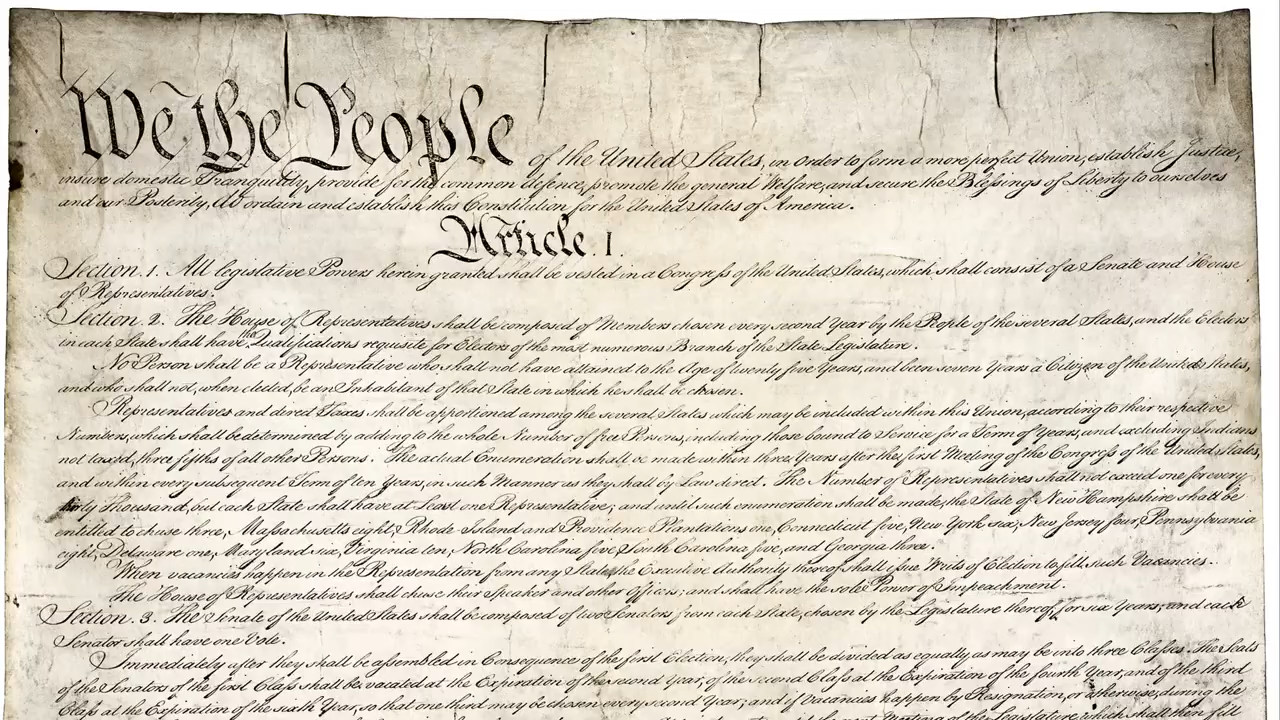 We the People of the United States, in Order to form a more perfect Union, establish Justice,
insure domestic Tranquility, provide for the common defence, promote the general Welfare, and secure the Blessings of Liberty to ourselves
and our Posterity, do ordain and establish this Constitution for the United States of America.
Article. I.
Section. 1. All legislative Powers herein granted shall be vested in a Congress of the United States, which shall consist of a Senate and House
of Representatives.
Section. 2. The House of Representatives shall be composed of Members chosen every second Year by the People of the several States, and the Electors
in each State shall have the Qualifications requisite for Electors of the most numerous Branch of the State Legislature.
No Person shall be a Representative who shall not have attained to the Age of twenty five Years, and been seven Years a Citizen of the United States,
and who shall not, when elected, be an Inhabitant of that State in which he shall be chosen.
Representatives and direct Taxes shall be apportioned among the several States which may be included within this Union, according to their respective
Numbers, which shall be determined by adding to the whole Number of free Persons, including those bound to Service for a Term of Years, and excluding Indians
not taxed, three fifths of all other Persons. The actual Enumeration shall be made within three Years after the first Meeting of the Congress of the United States,
and within every subsequent Term of ten Years, in such Manner as they shall by Law direct. The Number of Representatives shall not exceed one for every
thirty Thousand, but each State shall have at Least one Representative; and until such enumeration shall be made, the State of New Hampshire shall be
entitled to chuse three, Massachusetts eight, Rhode Island and Providence Plantations one, Connecticut five, New York six, New Jersey four, Pennsylvania
eight, Delaware one, Maryland six, Virginia ten, North Carolina five, South Carolina five, and Georgia three.
When vacancies happen in the Representation from any State, the Executive Authority thereof shall issue Writs of Election to fill such Vacancies.
The House of Representatives shall chuse their Speaker and other Officers; and shall have the sole Power of Impeachment.
Section. 3. The Senate of the United States shall be composed of two Senators from each State, chosen by the Legislature thereof, for six Years; and each
Senator shall have one Vote.
Immediately after they shall be assembled in Consequence of the first Election, they shall be divided as equally as may be into three Classes. The Seats
of the Senators of the first Class shall be vacated at the Expiration of the second Year, of the second Class at the Expiration of the fourth Year, and of the third
Class at the Expiration of the sixth Year, so that one third may be chosen every second Year; and if Vacancies happen by Resignation, or otherwise, during the
Meeting of the Legislature, which shall then fill